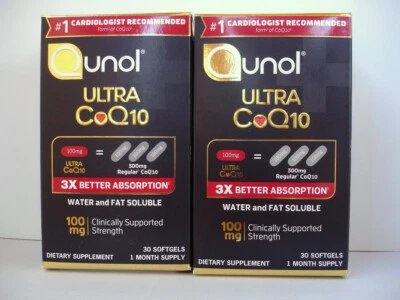 #1 CARDIOLOGIST RECOMMENDED
form of CoQ10†
Qunol®
ULTRA
CoQ10
100mg
ULTRA
CoQ10
=
300mg
Regular* CoQ10
3X BETTER ABSORPTION*
WATER and FAT SOLUBLE
100 mg Clinically Supported
Strength
30 SOFTGELS
DIETARY SUPPLEMENT 1 MONTH SUPPLY
#1 CARDIOLOGIST RECOMMENDED
form of CoQ10†
Qunol®
ULTRA
CoQ10
100mg
ULTRA
CoQ10
=
300mg
Regular* CoQ10
3X BETTER ABSORPTION*
WATER and FAT SOLUBLE
100 mg Clinically Supported
Strength
30 SOFTGELS
DIETARY SUPPLEMENT 1 MONTH SUPPLY